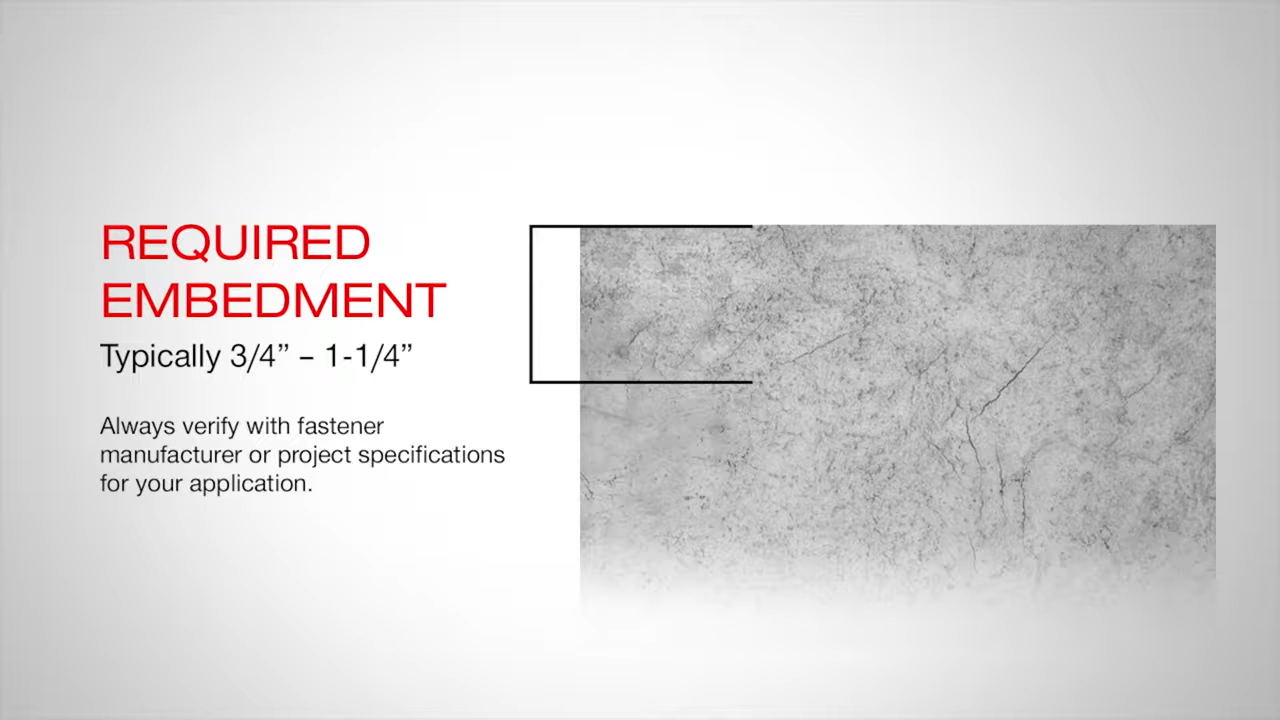 REQUIRED
EMBEDMENT
Typically 3/4” – 1-1/4”
Always verify with fastener
manufacturer or project specifications
for your application.